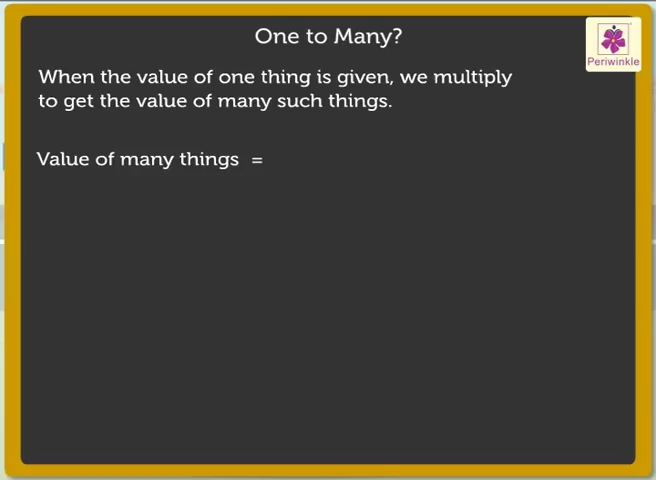 One to Many?
Periwinkle
When the value of one thing is given, we multiply
to get the value of many such things.
Value of many things =